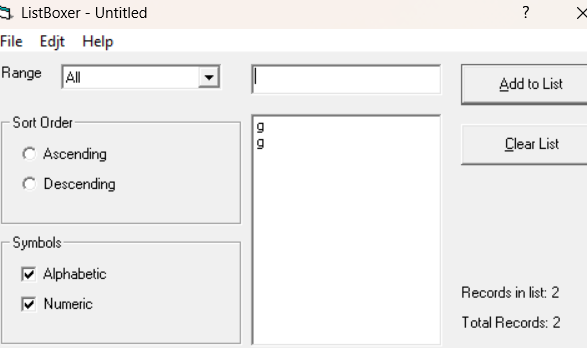 ListBoxer - Untitled
File Edjt Help
Range All Add to List
Sort Order
Ascending
Descending
g
g
Clear List
Symbols
Alphabetic
Numeric
Records in list: 2
Total Records: 2